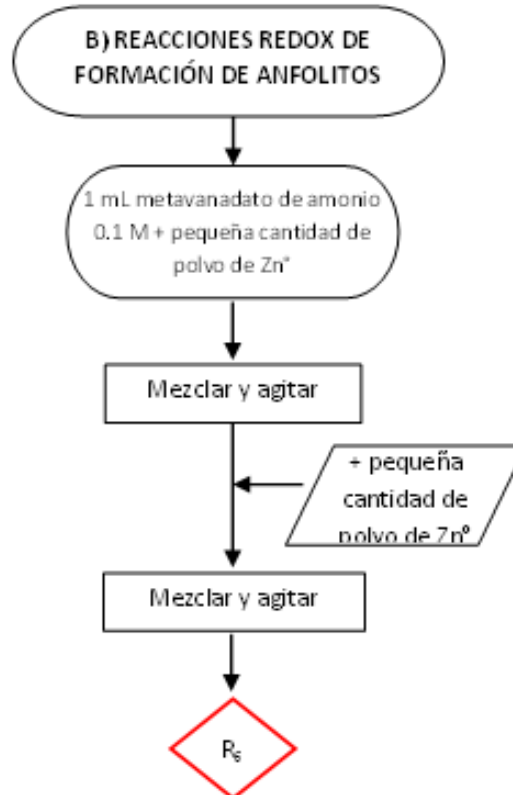 B) REACCIONES REDOX DE
FORMACIÓN DE ANFOLITOS
1 mL metavanadato de amonio
0.1 M + pequeña cantidad de
polvo de Zn°
Mezclar y agitar
+ pequeña
cantidad de
polvo de Zn°
Mezclar y agitar
R₆